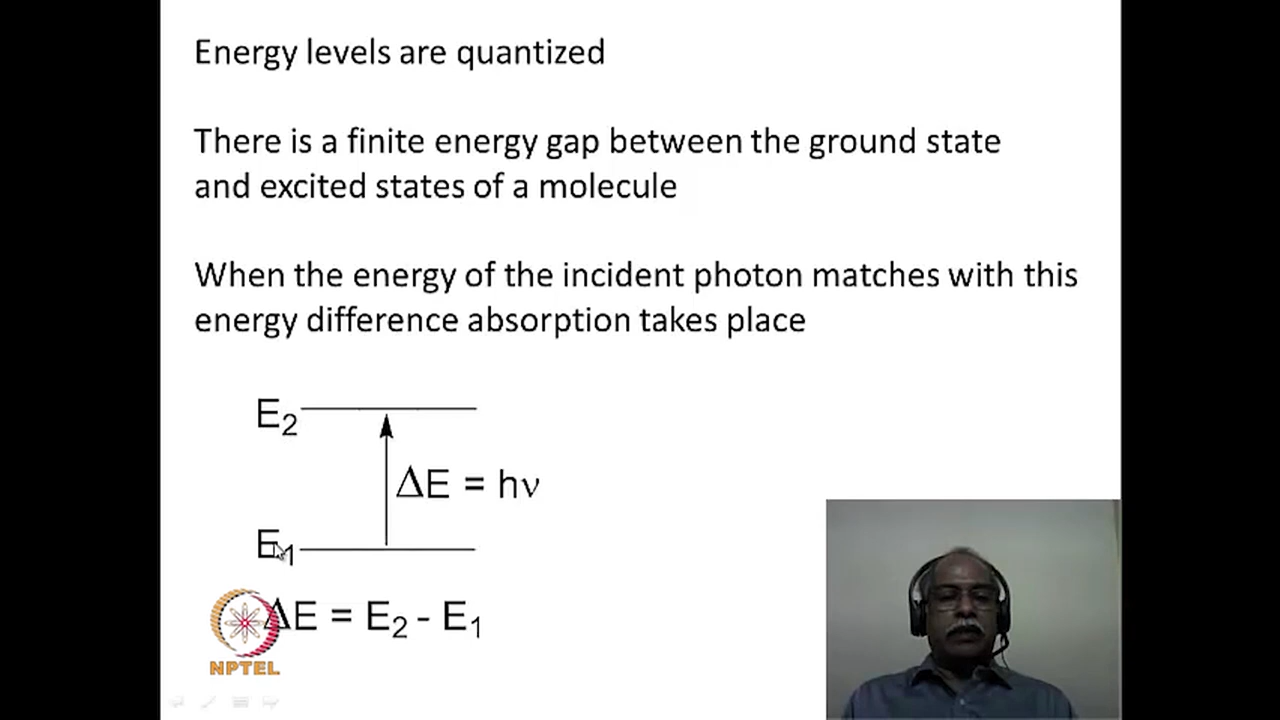 Energy levels are quantized
There is a finite energy gap between the ground state
and excited states of a molecule
When the energy of the incident photon matches with this
energy difference absorption takes place
E₂
ΔE = hν
E₁
ΔE = E₂ - E₁
NPTEL